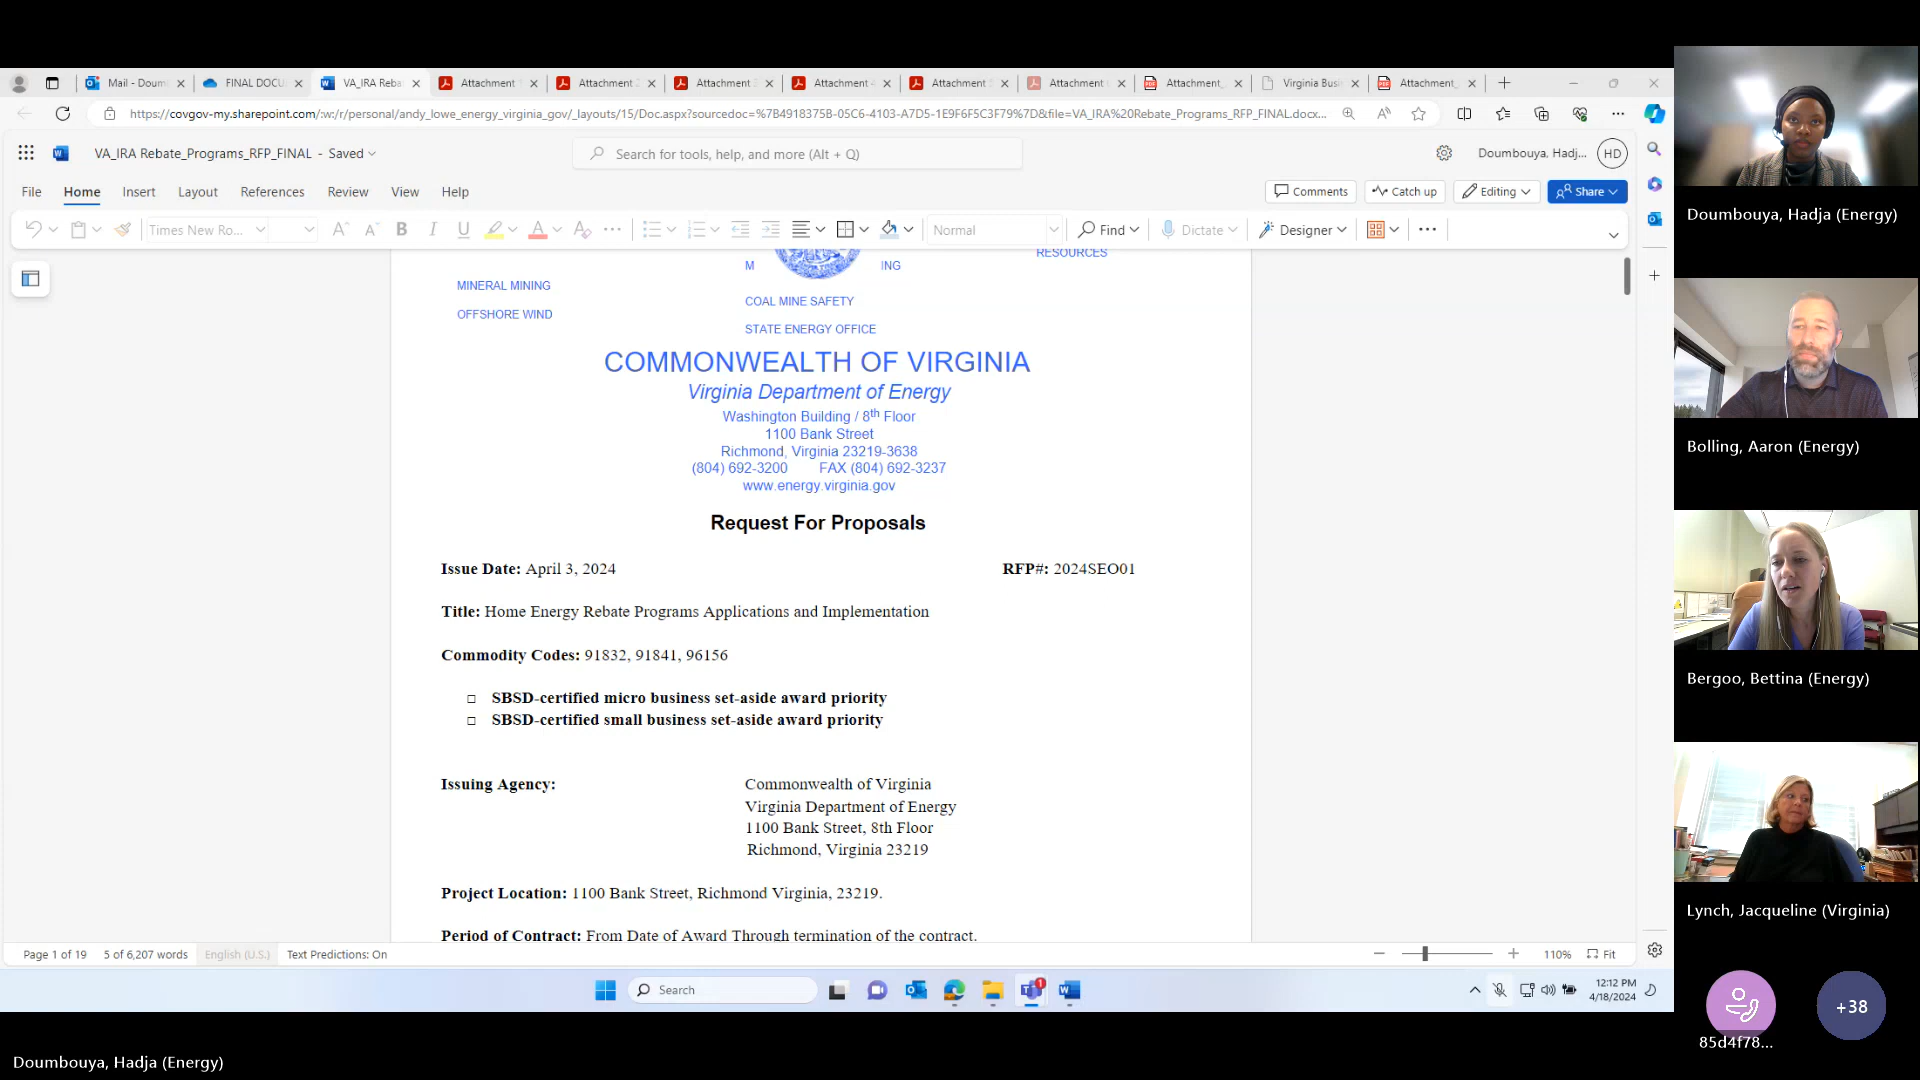 Mail - Doum
FINAL DOCU
VA_IRA Reba
Attachment
Attachment
Attachment
Attachment
Attachment
Attachment
Attachment_
Virginia Busi
Attachment_
https://covgov-my.sharepoint.com/:w:/r/personal/andy_lowe_energy_virginia_gov/_layouts/15/Doc.aspx?sourcedoc=%7B4918375B-05C6-4103-A7D5-1E9F6F5C3F79%7D&file=VA_IRA%20Rebate_Programs_RFP_FINAL.docx...
VA_IRA Rebate_Programs_RFP_FINAL - Saved
Search for tools, help, and more (Alt + Q)
Doumbouya, Hadj...
HD
File Home Insert Layout References Review View Help
Comments Catch up Editing Share
Times New Ro...
Normal
Find
Dictate
Designer
RESOURCES
M ING
MINERAL MINING
COAL MINE SAFETY
OFFSHORE WIND
STATE ENERGY OFFICE
COMMONWEALTH OF VIRGINIA
Virginia Department of Energy
Washington Building / 8th Floor
1100 Bank Street
Richmond, Virginia 23219-3638
(804) 692-3200 FAX (804) 692-3237
www.energy.virginia.gov
Request For Proposals
Issue Date: April 3, 2024 RFP#: 2024SEO01
Title: Home Energy Rebate Programs Applications and Implementation
Commodity Codes: 91832, 91841, 96156
□ SBSD-certified micro business set-aside award priority
□ SBSD-certified small business set-aside award priority
Issuing Agency: Commonwealth of Virginia
Virginia Department of Energy
1100 Bank Street, 8th Floor
Richmond, Virginia 23219
Project Location: 1100 Bank Street, Richmond Virginia, 23219.
Period of Contract: From Date of Award Through termination of the contract.
Page 1 of 19 5 of 6,207 words English (U.S.) Text Predictions: On
110% Fit
Search
12:12 PM
4/18/2024
Doumbouya, Hadja (Energy)
Bolling, Aaron (Energy)
Bergoo, Bettina (Energy)
Lynch, Jacqueline (Virginia)
85d4f78...
+38
Doumbouya, Hadja (Energy)